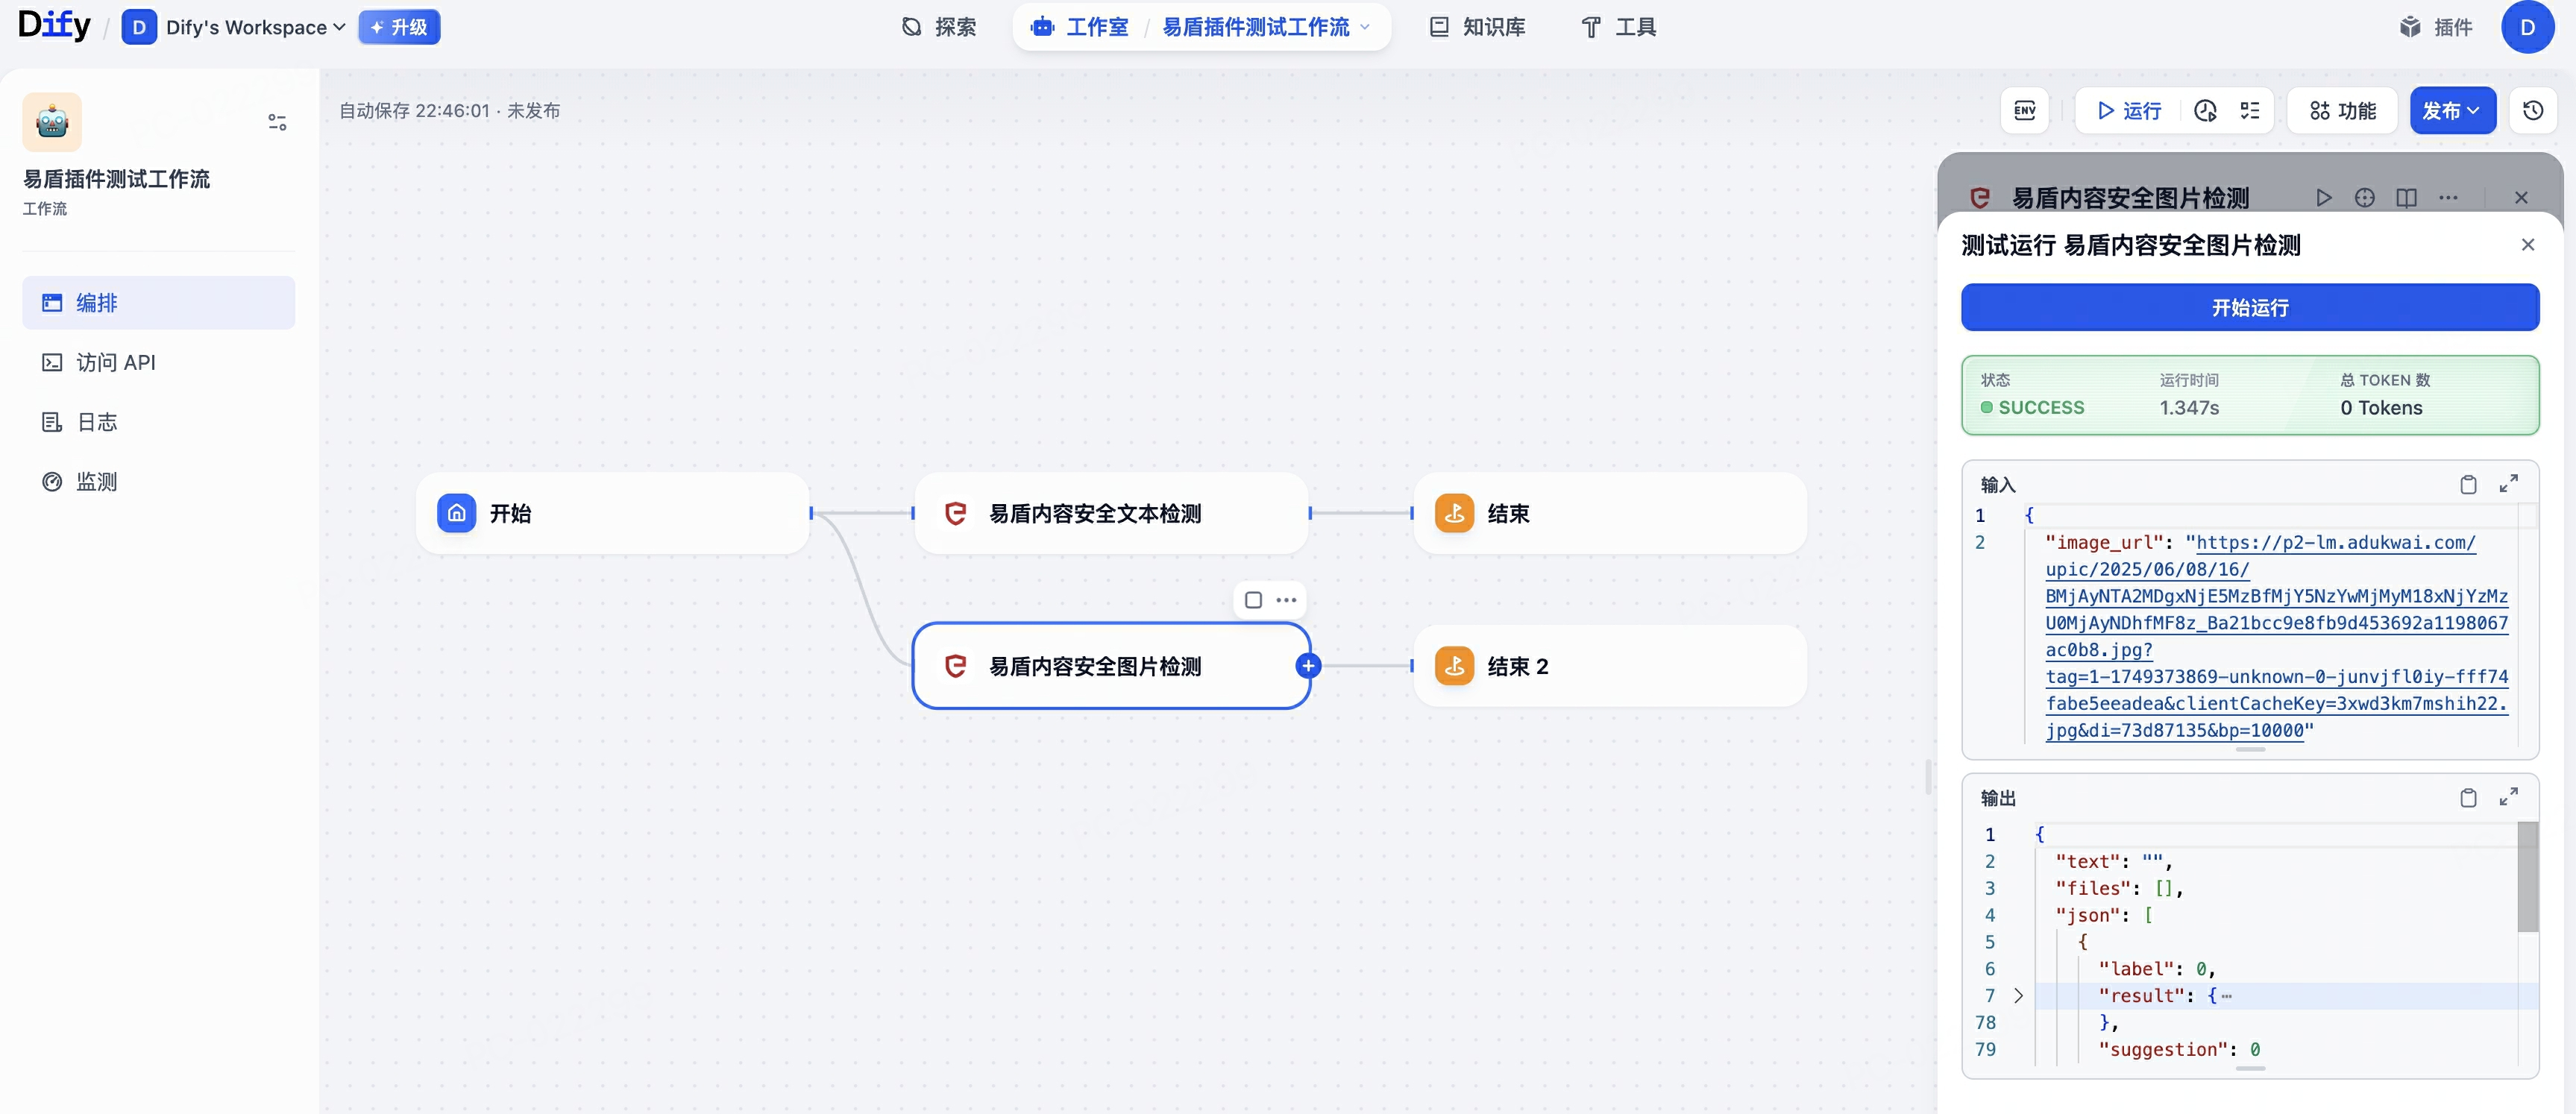 Dify / D Dify's Workspace 升级 探索 工作室 / 易盾插件测试工作流 知识库 工具 插件 D
易插件测试工作流
工作流
编排
访问 API
日志
监测
自动保存 22:46:01 · 未发布
ENV 运行 功能 发布
开始
易盾内容安全文本检测
结束
易盾内容安全图片检测
结束 2
易盾内容安全图片检测
测试运行 易盾内容安全图片检测
开始运行
状态 运行时间 总 TOKEN 数
SUCCESS 1.347s 0 Tokens
输入
1 {
2 "image_url": "https://p2-lm.adukwai.com/
upic/2025/06/08/16/
BMjAyNTA2MDgxNjE5MzBfMjY5NzYwMjMyM18xNjYzMz
U0MjAyNDhfMF8z_Ba21bcc9e8fb9d453692a1198067
ac0b8.jpg?
tag=1-1749373869-unknown-0-junvjfl0iy-fff74
fabe5eeadea&clientCacheKey=3xwd3km7mshih22.
jpg&di=73d87135&bp=10000"
输出
1 {
2 "text": "",
3 "files": [],
4 "json": [
5 {
6 "label": 0,
7 "result": {⋯
78 },
79 "suggestion": 0